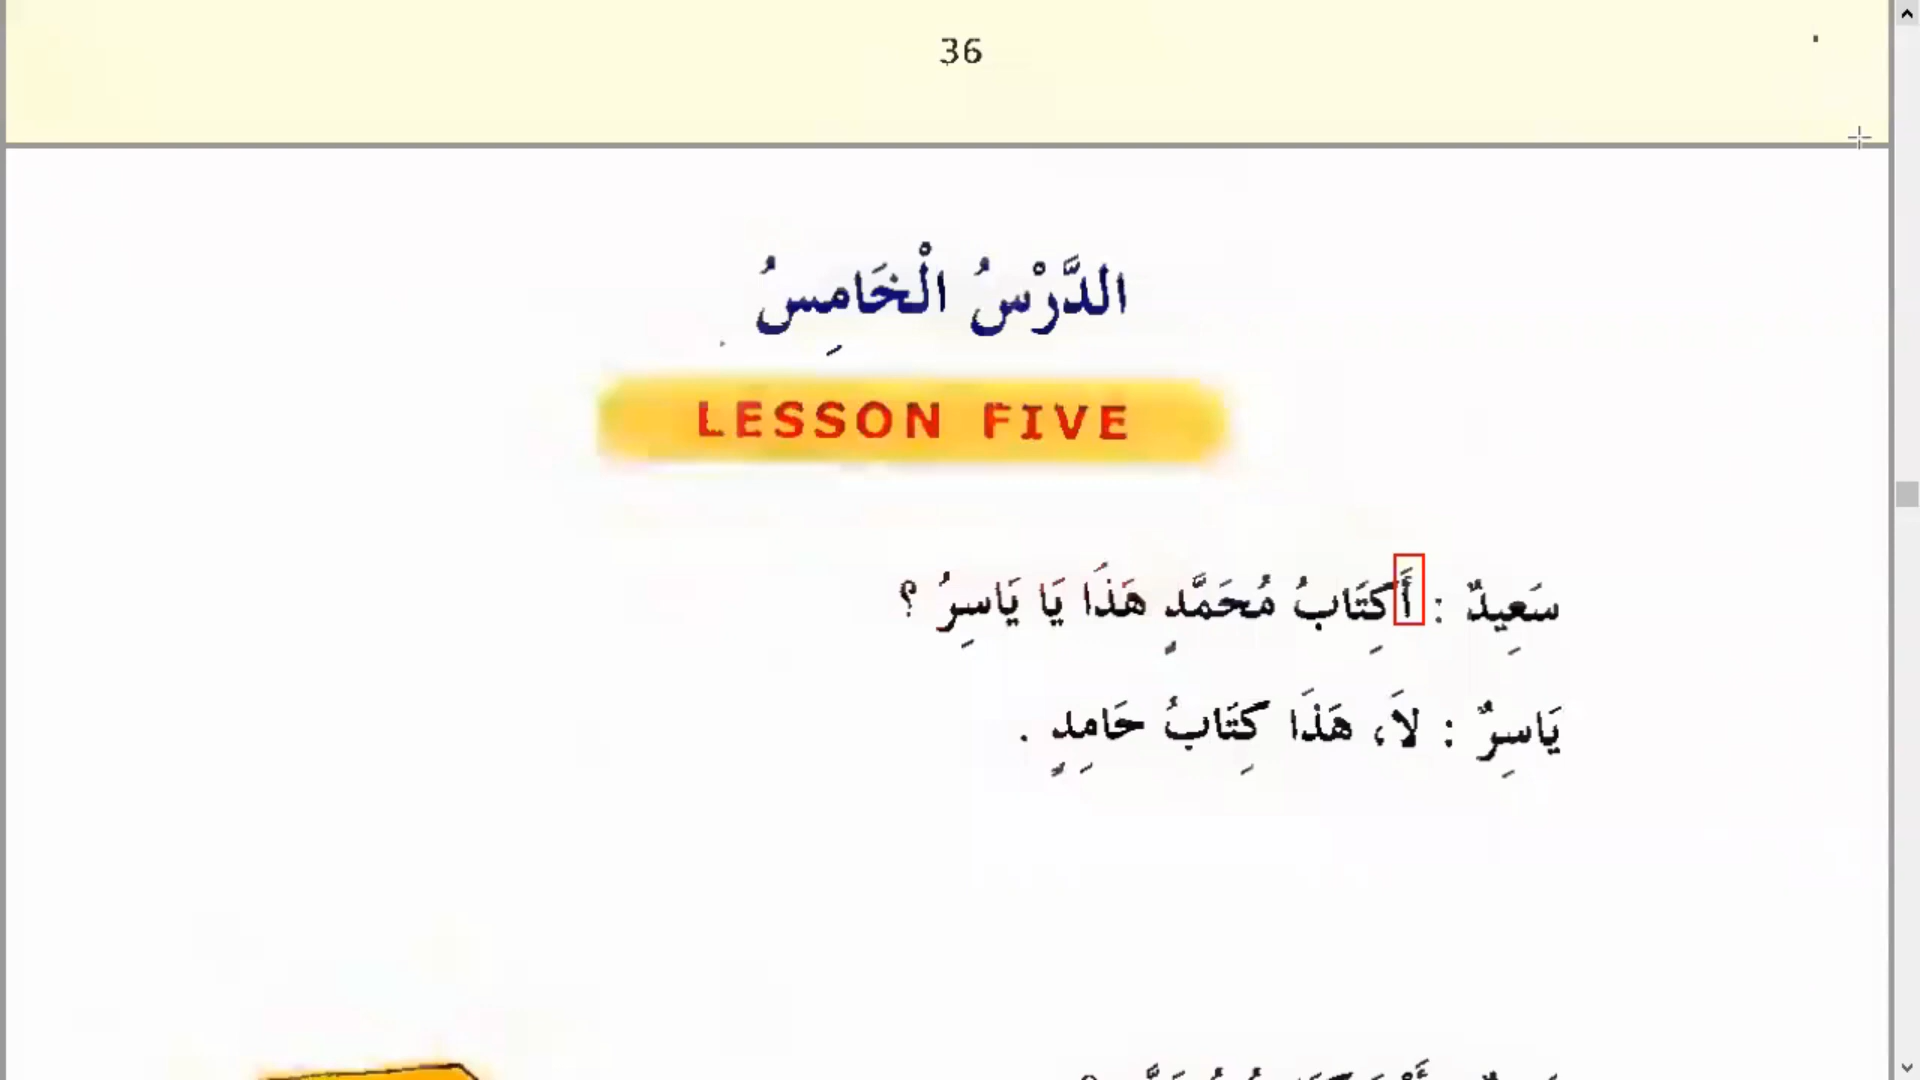 36
الدَّرْسُ الْخَامِسُ
LESSON FIVE
سَعِيدٌ : أَكِتَابُ مُحَمَّدٍ هَذَا يَا يَاسِرُ ؟
يَاسِرٌ : لاَ، هَذَا كِتَابُ حَامِدٍ .